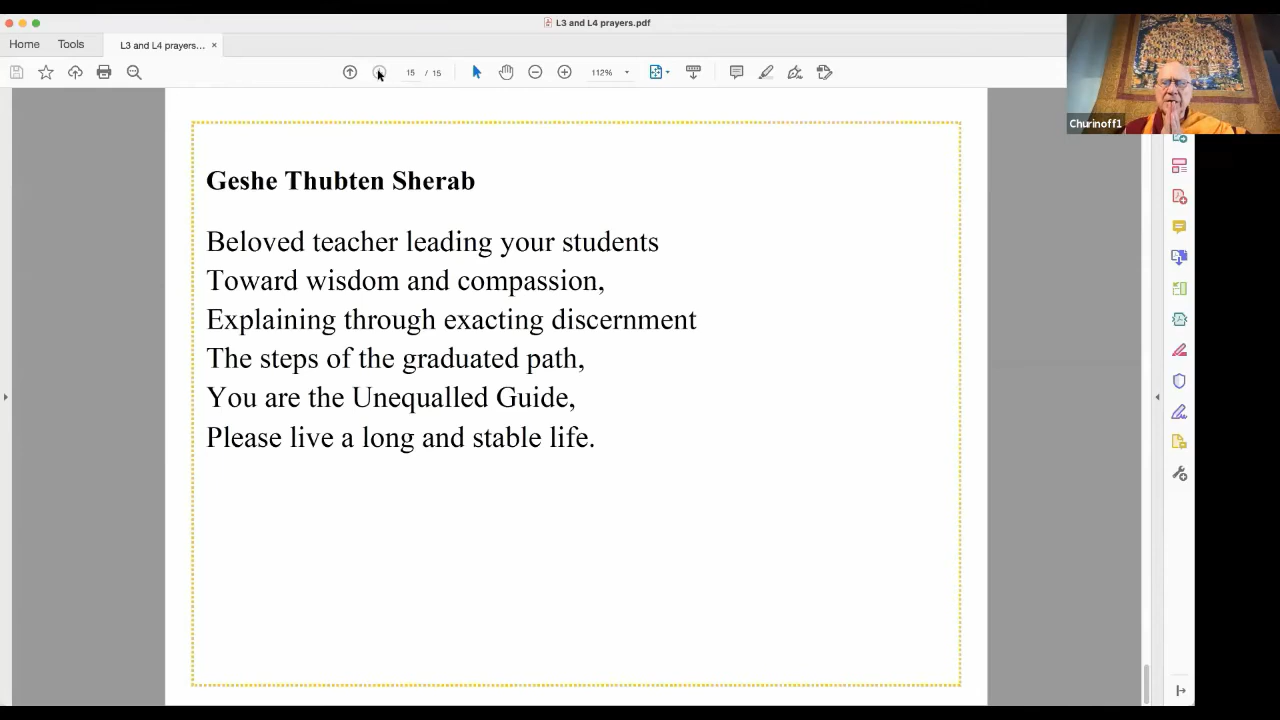 L3 and L4 prayers.pdf
Home
Tools
L3 and L4 prayers...
15 / 15
112%
Churinoff1
Geshe Thubten Sherab
Beloved teacher leading your students
Toward wisdom and compassion,
Explaining through exacting discernment
The steps of the graduated path,
You are the Unequalled Guide,
Please live a long and stable life.